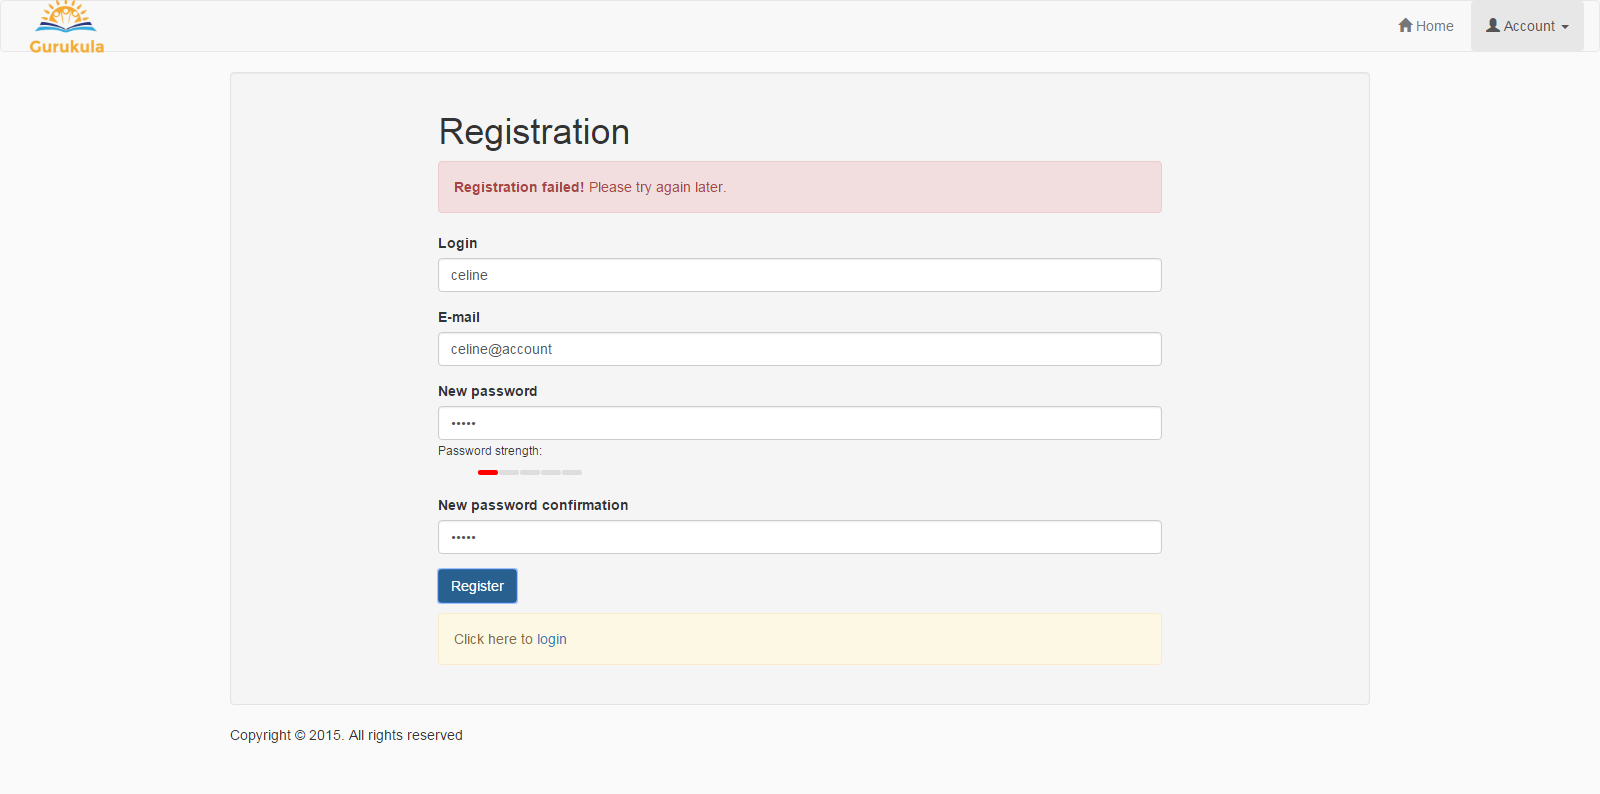 Gurukula
Home
Account
Registration
Registration failed! Please try again later.
Login
celine
E-mail
celine@account
New password
•••••
Password strength:
New password confirmation
•••••
Register
Click here to login
Copyright © 2015. All rights reserved